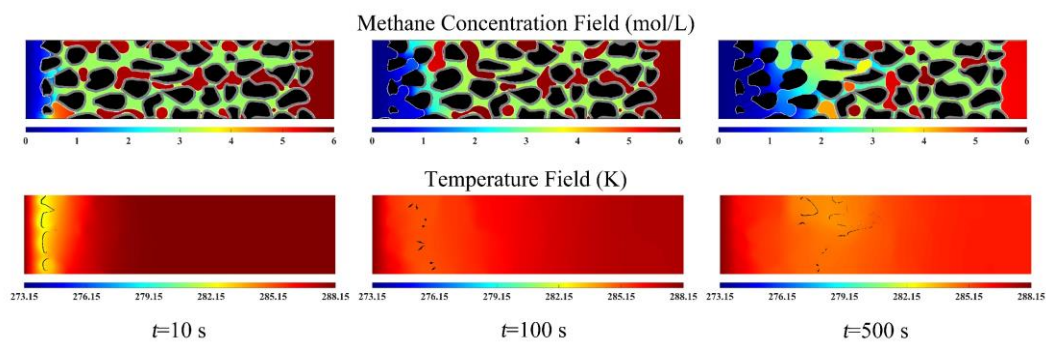 Methane Concentration Field (mol/L)
0 1 2 3 4 5 6 0 1 2 3 4 5 6 0 1 2 3 4 5 6
Temperature Field (K)
273.15 276.15 279.15 282.15 285.15 288.15 273.15 276.15 279.15 282.15 285.15 288.15 273.15 276.15 279.15 282.15 285.15 288.15
t=10 s t=100 s t=500 s